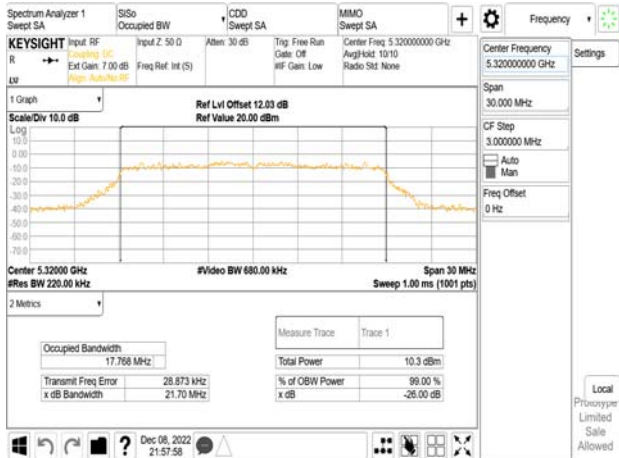 Spectrum Analyzer 1
Swept SA
SiSo
Occupied BW
CDD
Swept SA
MIMO
Swept SA
+
Frequency
KEYSIGHT
R
LXI
Input: RF
Coupling: DC
Ext Gain: 7.00 dB
Align: Auto/No RF
Input Z: 50 Ω
Freq Ref: Int (S)
Atten: 30 dB
Trig: Free Run
Gate: Off
#IF Gain: Low
Center Freq: 5.320000000 GHz
Avg|Hold: 10/10
Radio Std: None
Center Frequency
5.320000000 GHz
Settings
Span
30.000 MHz
CF Step
3.000000 MHz
Auto
Man
Freq Offset
0 Hz
1 Graph
Scale/Div 10.0 dB
Ref Lvl Offset 12.03 dB
Ref Value 20.00 dBm
Log
10.0
0.00
-10.0
-20.0
-30.0
-40.0
-50.0
-60.0
-70.0
Center 5.32000 GHz
#Res BW 220.00 kHz
#Video BW 680.00 kHz
Span 30 MHz
Sweep 1.00 ms (1001 pts)
2 Metrics
Measure Trace
Trace 1
Occupied Bandwidth
17.768 MHz
Total Power
10.3 dBm
Transmit Freq Error
28.873 kHz
% of OBW Power
99.00 %
x dB Bandwidth
21.70 MHz
x dB
-26.00 dB
Local
Prototype
Limited
Sale
Allowed
?
Dec 08, 2022
21:57:58